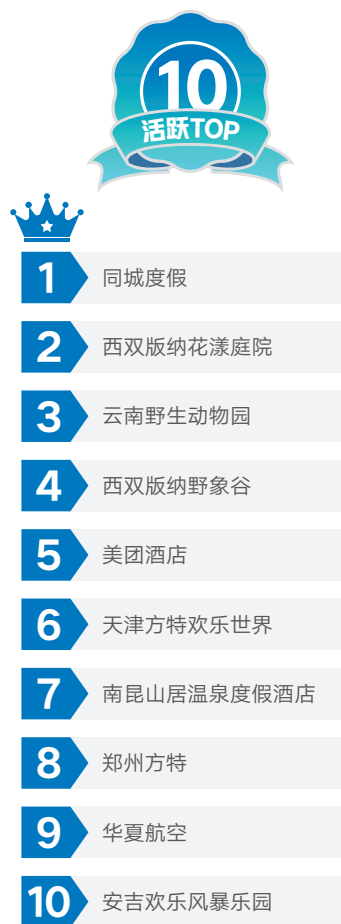 10
活跃TOP
1 同城度假
2 西双版纳花漾庭院
3 云南野生动物园
4 西双版纳野象谷
5 美团酒店
6 天津方特欢乐世界
7 南昆山居温泉度假酒店
8 郑州方特
9 华夏航空
10 安吉欢乐风暴乐园